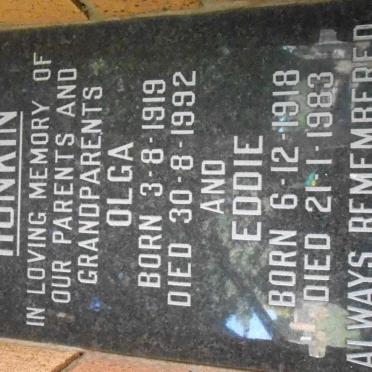 HONKIN
IN LOVING MEMORY OF
OUR PARENTS AND
GRANDPARENTS
OLGA
BORN 3-8-1919
DIED 30-8-1992
AND
EDDIE
BORN 6-12-1918
DIED 21-1-1983
ALWAYS REMEMBERED